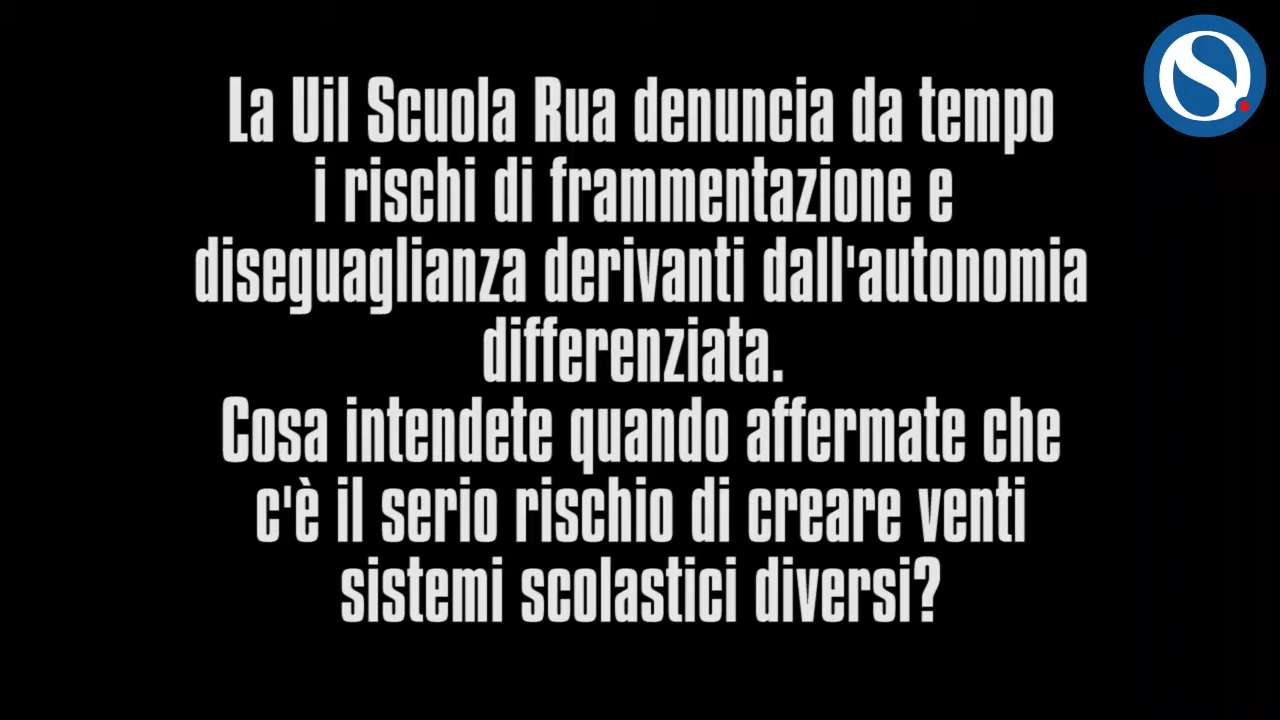 La Uil Scuola Rua denuncia da tempo
i rischi di frammentazione e
diseguaglianza derivanti dall'autonomia
differenziata.
Cosa intendete quando affermate che
c'è il serio rischio di creare venti
sistemi scolastici diversi?